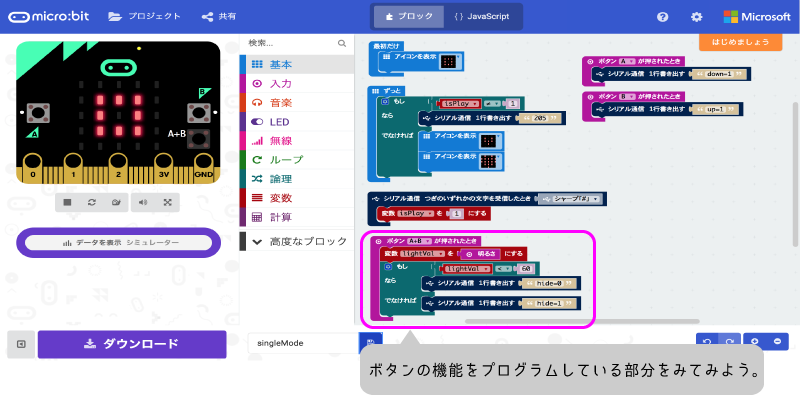 micro:bit
プロジェクト
共有
ブロック
{ } JavaScript
Microsoft
検索...
はじめましょう
基本
入力
音楽
LED
無線
ループ
論理
変数
計算
高度なブロック
A
B
A+B
0 1 2 3V GND
データを表示 シミュレーター
ダウンロード
singleMode
最初だけ
アイコンを表示
ずっと
もし isPlay = 1
なら シリアル通信 1行書き出す 205
でなければ アイコンを表示
アイコンを表示
シリアル通信 つぎのいずれかの文字を受信したとき シャープ「#」
変数 isPlay を 1 にする
ボタン A+B が押されたとき
変数 lightVal を 明るさ にする
もし lightVal < 60
なら シリアル通信 1行書き出す “ hide=0 ”
でなければ シリアル通信 1行書き出す “ hide=1 ”
ボタン A が押されたとき
シリアル通信 1行書き出す “ down=1 ”
ボタン B が押されたとき
シリアル通信 1行書き出す “ up=1 ”
ボタンの機能をプログラムしている部分をみてみよう。